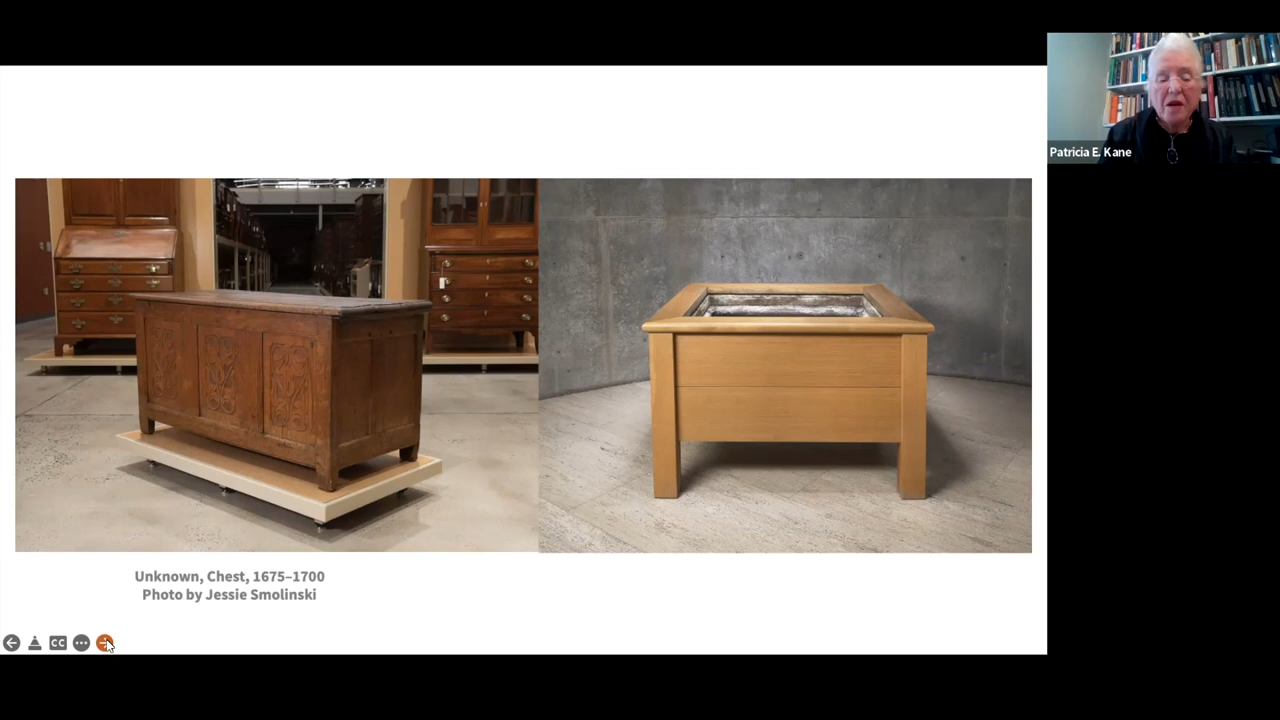 Patricia E. Kane
Unknown, Chest, 1675–1700
Photo by Jessie Smolinski
CC